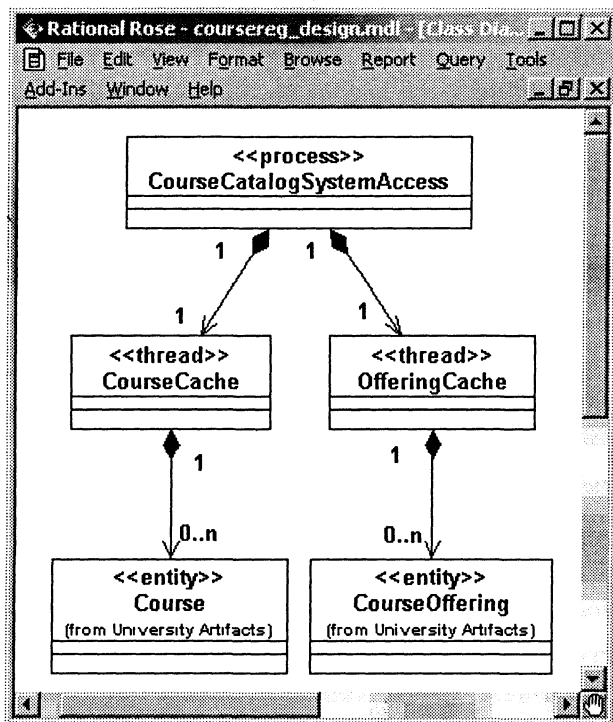 Rational Rose - coursereg_design.mdl - [Class Dia...
File Edit View Format Browse Report Query Tools
Add-Ins Window Help
<<process>>
CourseCatalogSystemAccess
1 1
1 1
<<thread>> <<thread>>
CourseCache OfferingCache
1 1
0..n 0..n
<<entity>> <<entity>>
Course CourseOffering
(from University Artifacts) (from University Artifacts)